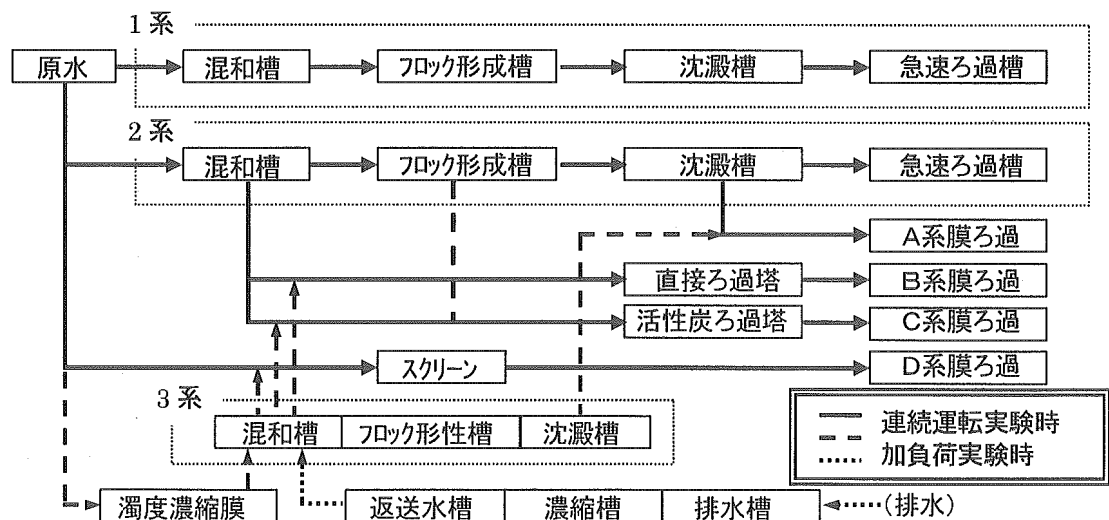 1系
原水
混和槽
フロック形成槽
沈澱槽
急速ろ過槽
2系
混和槽
フロック形成槽
沈澱槽
急速ろ過槽
A系膜ろ過
直接ろ過塔
B系膜ろ過
活性炭ろ過塔
C系膜ろ過
スクリーン
D系膜ろ過
3系
混和槽
フロック形性槽
沈澱槽
連続運転実験時
加負荷実験時
濁度濃縮膜
返送水槽
濃縮槽
排水槽
(排水)